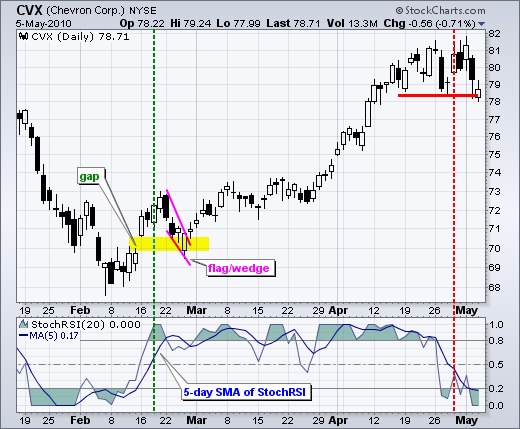 CVX (Chevron Corp.) NYSE © StockCharts.com
5-May-2010 Op 78.22 Hi 79.24 Lo 77.99 Last 78.71 Vol 13.3M Chg -0.56 (-0.71%)
CVX (Daily) 78.71
82
81
80
79
78
77
76
75
74
73
72
71
70
69
68
gap
flag/wedge
19 25 Feb 8 16 22 Mar 8 15 22 Apr 12 19 26 May
StochRSI(20) 0.000
MA(5) 0.17
1.0
0.8
0.5
0.2
0.0
5-day SMA of StochRSI
19 25 Feb 8 16 22 Mar 8 15 22 Apr 12 19 26 May